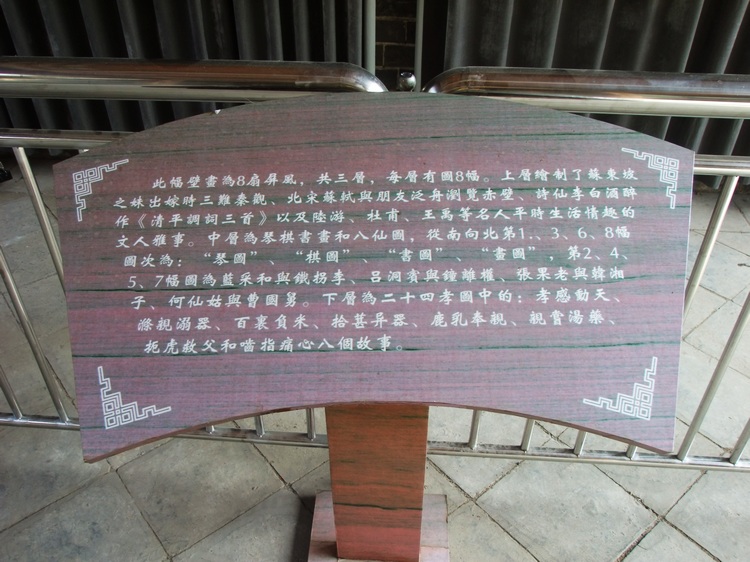 此幅壁畫為8扇屏風，共三層，每層有圖8幅。上層繪制了蘇東坡
之妹出嫁時三難秦觀、北宋蘇軾與朋友泛舟瀏覽赤壁、詩仙李白酒醉
作《清平調詞三首》以及陸游、杜甫、王禹等名人平時生活情趣的
文人雅事。中層為琴棋書畫和八仙圖，從南向北第1、3、6、8幅
圖次為：“琴圖”、“棋圖”、“書圖”、“畫圖”，第2、4、
5、7幅圖為藍采和與鐵拐李、呂洞賓與鐘離權、張果老與韓湘
子、何仙姑與曹國舅。下層為二十四孝圖中的：孝感動天、
滌親溺器、百裏負米、拾葚异器、鹿乳奉親、親嘗湯藥、
扼虎救父和嚙指痛心八個故事。